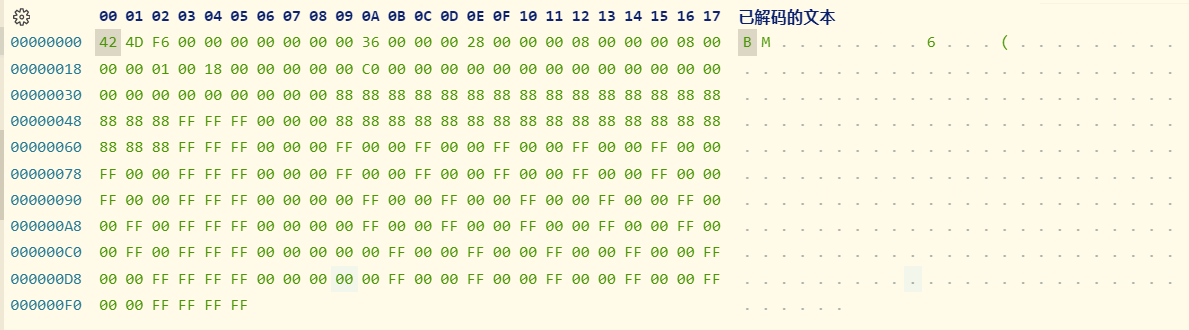 00 01 02 03 04 05 06 07 08 09 0A 0B 0C 0D 0E 0F 10 11 12 13 14 15 16 17 已解码的文本
00000000 42 4D F6 00 00 00 00 00 00 00 36 00 00 00 28 00 00 00 08 00 00 00 08 00 B M . . . . . . . . 6 . . . ( . . . . . . . . .
00000018 00 00 01 00 18 00 00 00 00 00 C0 00 00 00 00 00 00 00 00 00 00 00 00 00 . . . . . . . . . . . . . . . . . . . . . . . .
00000030 00 00 00 00 00 00 00 00 00 88 88 88 88 88 88 88 88 88 88 88 88 88 88 88 . . . . . . . . . . . . . . . . . . . . . . . .
00000048 88 88 88 FF FF FF 00 00 00 88 88 88 88 88 88 88 88 88 88 88 88 88 88 88 . . . . . . . . . . . . . . . . . . . . . . . .
00000060 88 88 88 FF FF FF 00 00 00 FF 00 00 FF 00 00 FF 00 00 FF 00 00 FF 00 00 . . . . . . . . . . . . . . . . . . . . . . . .
00000078 FF 00 00 FF FF FF 00 00 00 FF 00 00 FF 00 00 FF 00 00 FF 00 00 FF 00 00 . . . . . . . . . . . . . . . . . . . . . . . .
00000090 FF 00 00 FF FF FF 00 00 00 00 FF 00 00 FF 00 00 FF 00 00 FF 00 00 FF 00 . . . . . . . . . . . . . . . . . . . . . . . .
000000A8 00 FF 00 FF FF FF 00 00 00 00 FF 00 00 FF 00 00 FF 00 00 FF 00 00 FF 00 . . . . . . . . . . . . . . . . . . . . . . . .
000000C0 00 FF 00 FF FF FF 00 00 00 00 00 FF 00 00 FF 00 00 FF 00 00 FF 00 00 FF . . . . . . . . . . . . . . . . . . . . . . . .
000000D8 00 00 FF FF FF FF 00 00 00 00 00 FF 00 00 FF 00 00 FF 00 00 FF 00 00 FF . . . . . . . . . . . . . . . . . . . . . . . .
000000F0 00 00 FF FF FF FF . . . . . .